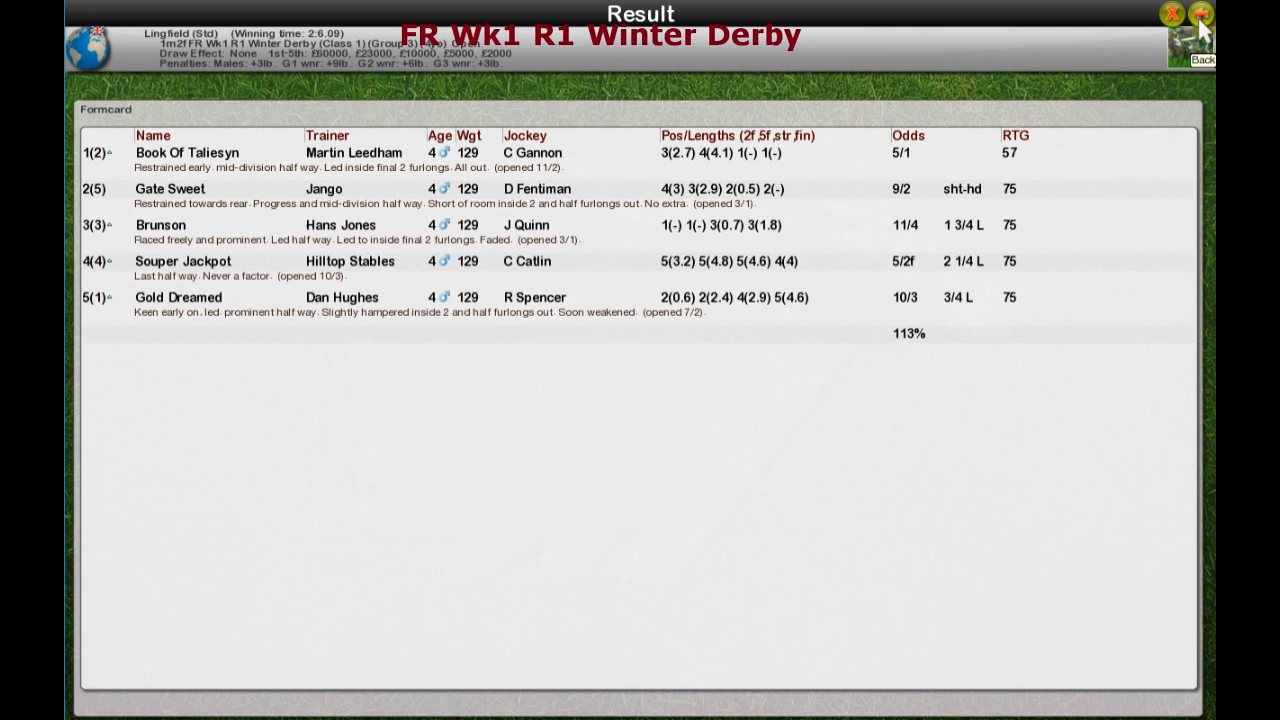 Result
FR Wk1 R1 Winter Derby
Lingfield (Std) (Winning time: 2:6.09)
1m2f FR Wk1 R1 Winter Derby (Class 1) (Group 3) Open
Draw Effect: None 1st-5th: £60000, £23000, £10000, £5000, £2000
Penalties: Males: +3lb. G1 wnr: +9lb. G2 wnr: +6lb. G3 wnr: +3lb.
X
Back
Formcard
Name Trainer Age Wgt Jockey Pos/Lengths (2f,5f,str,fin) Odds RTG
1(2) Book Of Taliesyn Martin Leedham 4 129 C Gannon 3(2.7) 4(4.1) 1(-) 1(-) 5/1 57
Restrained early. mid-division half way. Led inside final 2 furlongs. All out. (opened 11/2).
2(5) Gate Sweet Jango 4 129 D Fentiman 4(3) 3(2.9) 2(0.5) 2(-) 9/2 sht-hd 75
Restrained towards rear. Progress and mid-division half way. Short of room inside 2 and half furlongs out. No extra. (opened 3/1).
3(3) Brunson Hans Jones 4 129 J Quinn 1(-) 1(-) 3(0.7) 3(1.8) 11/4 1 3/4 L 75
Raced freely and prominent. Led half way. Led to inside final 2 furlongs. Faded. (opened 3/1).
4(4) Souper Jackpot Hilltop Stables 4 129 C Catlin 5(3.2) 5(4.8) 5(4.6) 4(4) 5/2f 2 1/4 L 75
Last half way. Never a factor. (opened 10/3).
5(1) Gold Dreamed Dan Hughes 4 129 R Spencer 2(0.6) 2(2.4) 4(2.9) 5(4.6) 10/3 3/4 L 75
Keen early on, led. prominent half way. Slightly hampered inside 2 and half furlongs out. Soon weakened. (opened 7/2).
113%